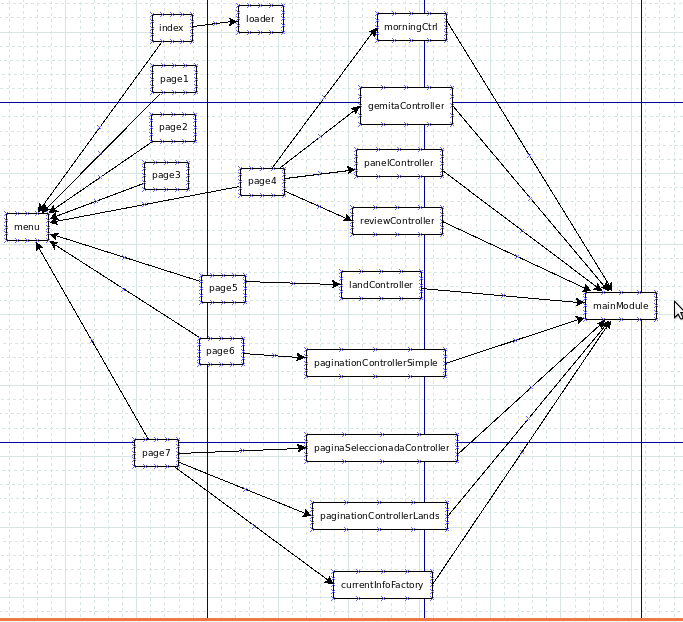 index
loader
morningCtrl
page1
gemitaController
page2
panelController
page3
page4
reviewController
menu
page5
landController
mainModule
page6
paginationControllerSimple
page7
paginaSeleccionadaController
paginationControllerLands
currentInfoFactory